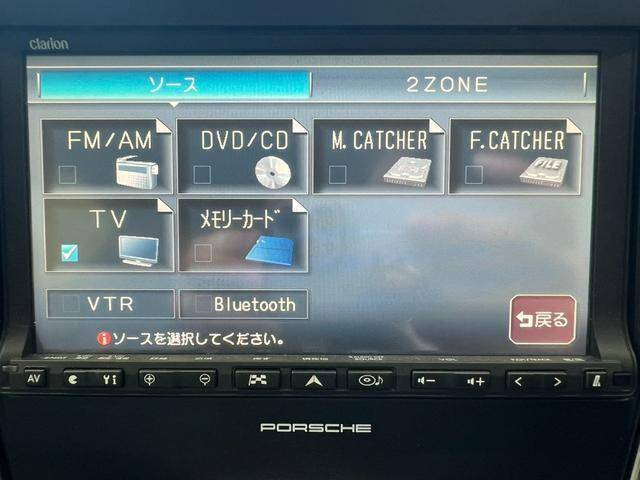 Clarion
ソース 2ZONE
FM/AM DVD/CD M.CATCHER F.CATCHER
FILE
TV ﾒﾓﾘｰｶｰﾄﾞ
VTR Bluetooth
戻る
ソースを選択してください。
AV
PORSCHE